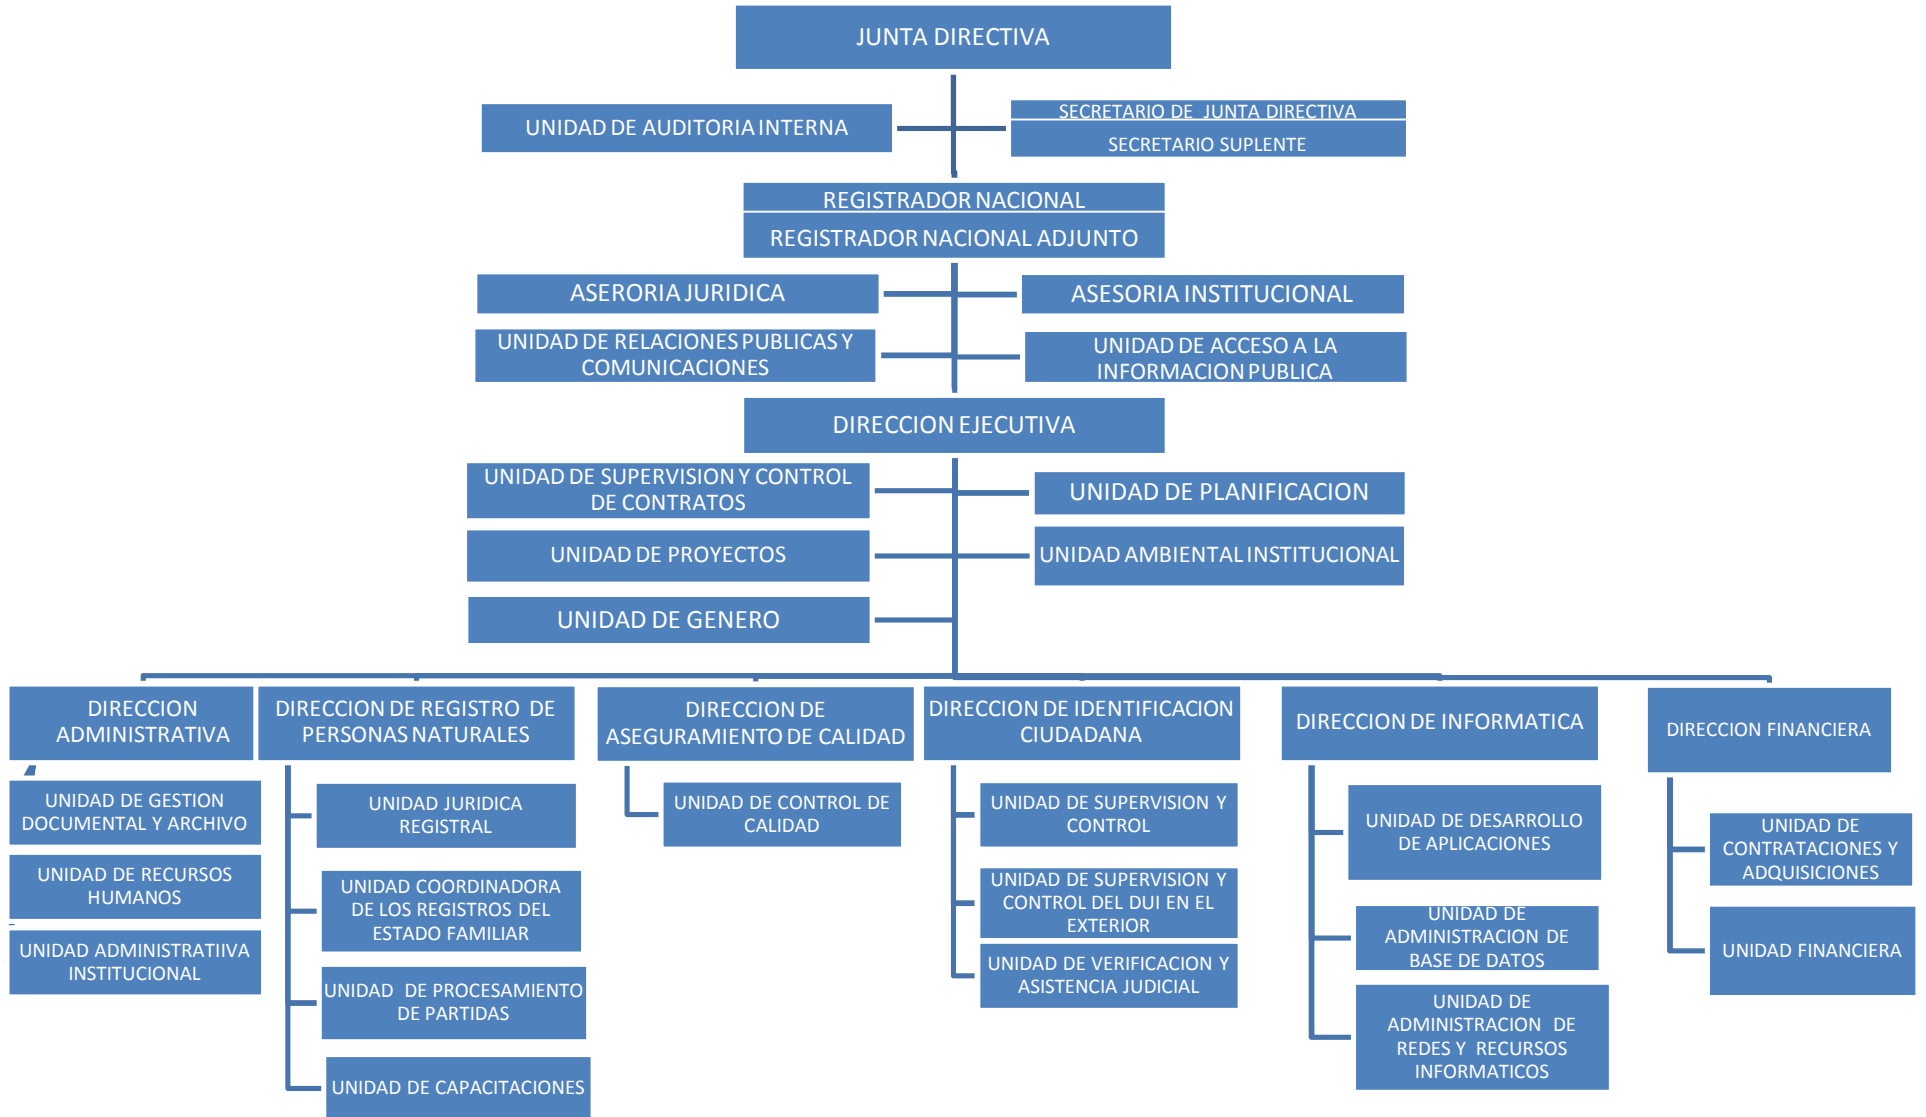 JUNTA DIRECTIVA
UNIDAD DE AUDITORIA INTERNA
SECRETARIO DE JUNTA DIRECTIVA
SECRETARIO SUPLENTE
REGISTRADOR NACIONAL
REGISTRADOR NACIONAL ADJUNTO
ASERORIA JURIDICA
ASESORIA INSTITUCIONAL
UNIDAD DE RELACIONES PUBLICAS Y
COMUNICACIONES
UNIDAD DE ACCESO A LA
INFORMACION PUBLICA
DIRECCION EJECUTIVA
UNIDAD DE SUPERVISION Y CONTROL
DE CONTRATOS
UNIDAD DE PLANIFICACION
UNIDAD DE PROYECTOS
UNIDAD AMBIENTAL INSTITUCIONAL
UNIDAD DE GENERO
DIRECCION
ADMINISTRATIVA
UNIDAD DE GESTION
DOCUMENTAL Y ARCHIVO
UNIDAD DE RECURSOS
HUMANOS
UNIDAD ADMINISTRATIIVA
INSTITUCIONAL
DIRECCION DE REGISTRO DE
PERSONAS NATURALES
UNIDAD JURIDICA
REGISTRAL
UNIDAD COORDINADORA
DE LOS REGISTROS DEL
ESTADO FAMILIAR
UNIDAD DE PROCESAMIENTO
DE PARTIDAS
UNIDAD DE CAPACITACIONES
DIRECCION DE
ASEGURAMIENTO DE CALIDAD
UNIDAD DE CONTROL DE
CALIDAD
DIRECCION DE IDENTIFICACION
CIUDADANA
UNIDAD DE SUPERVISION Y
CONTROL
UNIDAD DE SUPERVISION Y
CONTROL DEL DUI EN EL
EXTERIOR
UNIDAD DE VERIFICACION Y
ASISTENCIA JUDICIAL
DIRECCION DE INFORMATICA
UNIDAD DE DESARROLLO
DE APLICACIONES
UNIDAD DE
ADMINISTRACION DE
BASE DE DATOS
UNIDAD DE
ADMINISTRACION DE
REDES Y RECURSOS
INFORMATICOS
DIRECCION FINANCIERA
UNIDAD DE
CONTRATACIONES Y
ADQUISICIONES
UNIDAD FINANCIERA